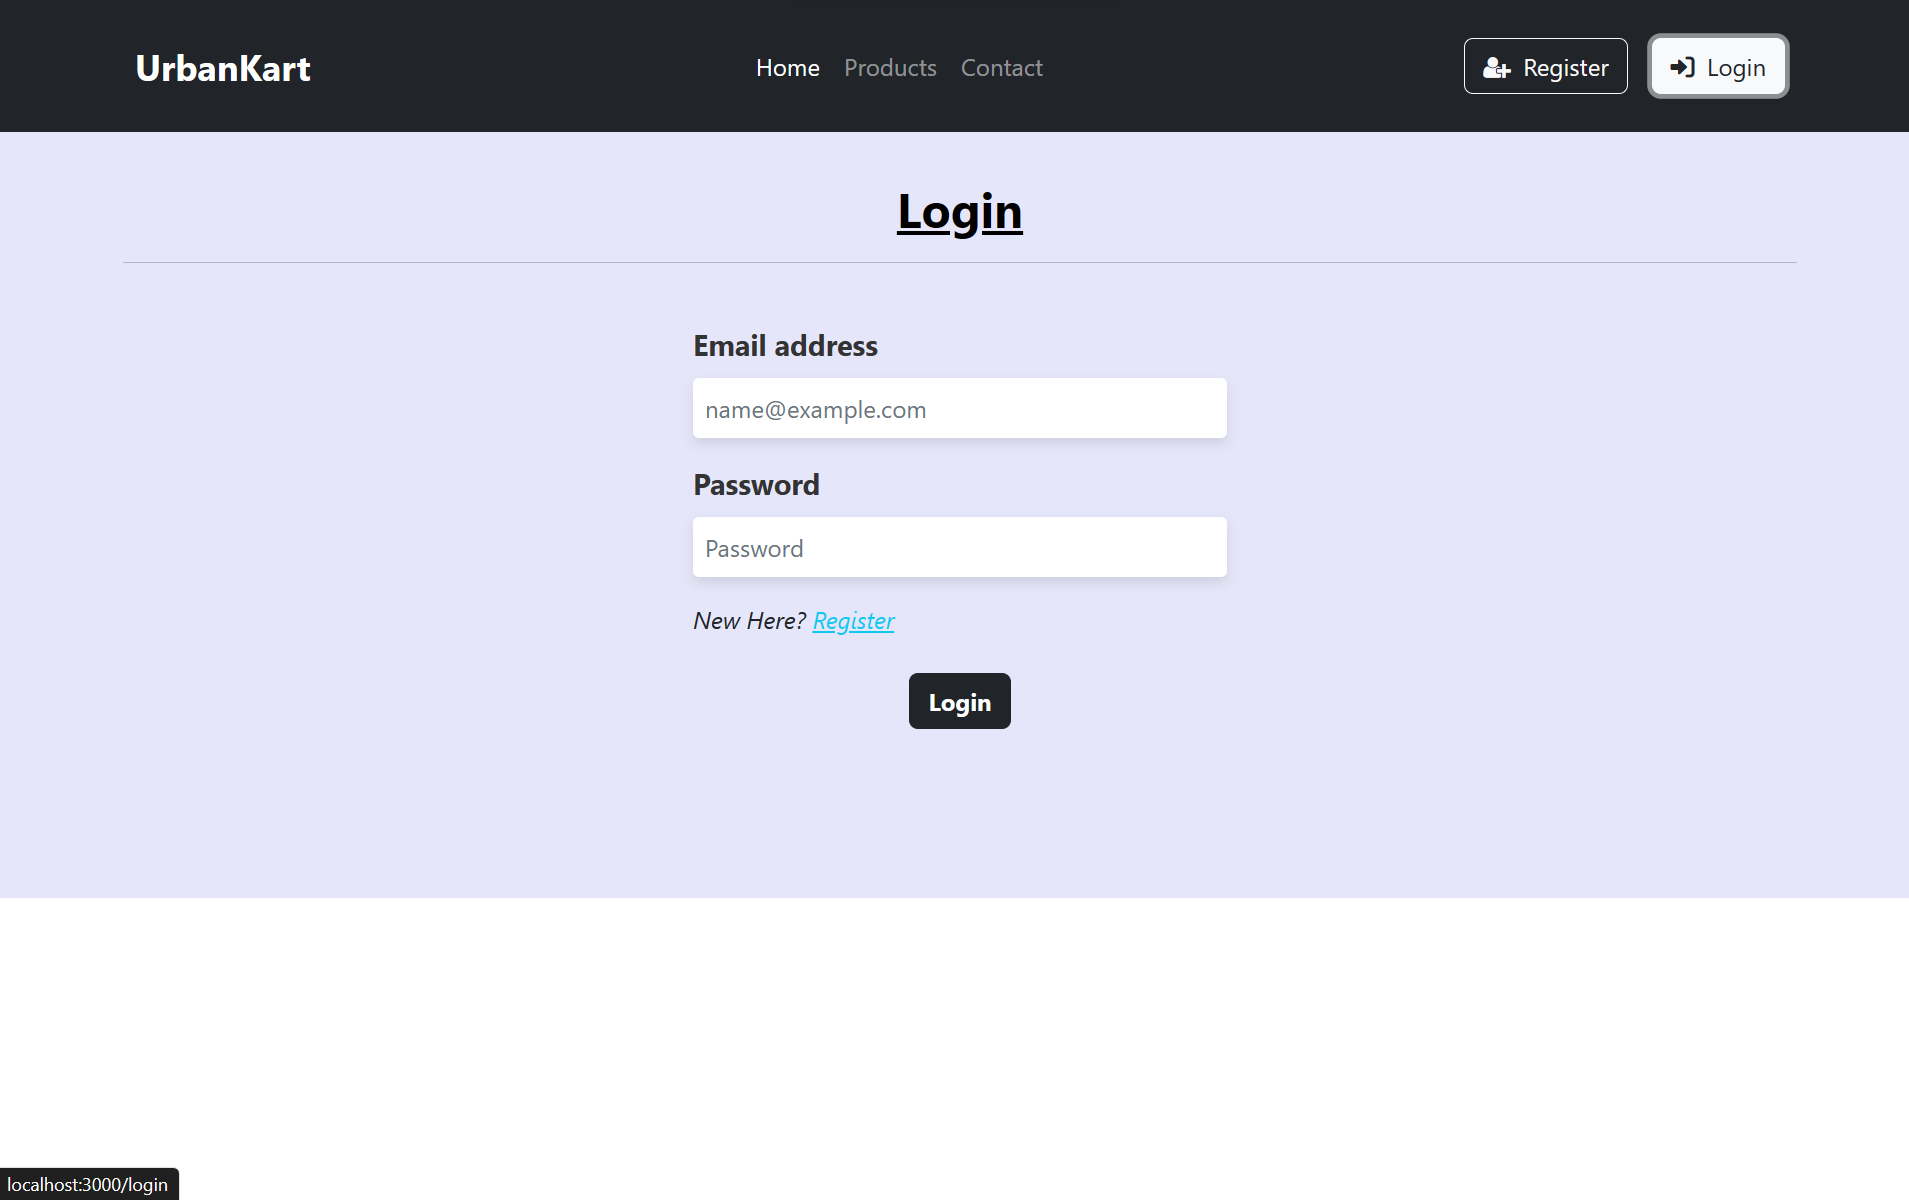 UrbanKart Home Products Contact Register Login
Login
Email address
name@example.com
Password
Password
New Here? Register
Login
localhost:3000/login